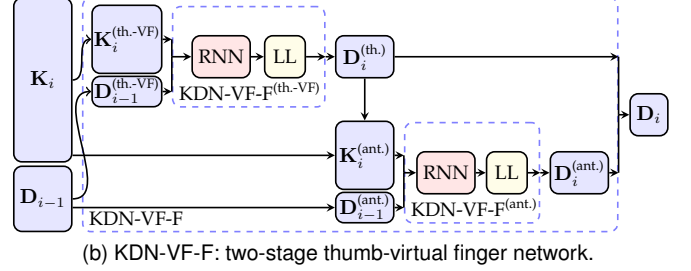 K_i
D_{i−1}
K_i^{(th.-VF)}
D_{i−1}^{(th.-VF)}
RNN
LL
KDN-VF-F^{(th.-VF)}
D_i^{(th.)}
K_i^{(ant.)}
D_{i−1}^{(ant.)}
RNN
LL
KDN-VF-F^{(ant.)}
D_i^{(ant.)}
D_i
KDN-VF-F
(b) KDN-VF-F: two-stage thumb-virtual finger network.